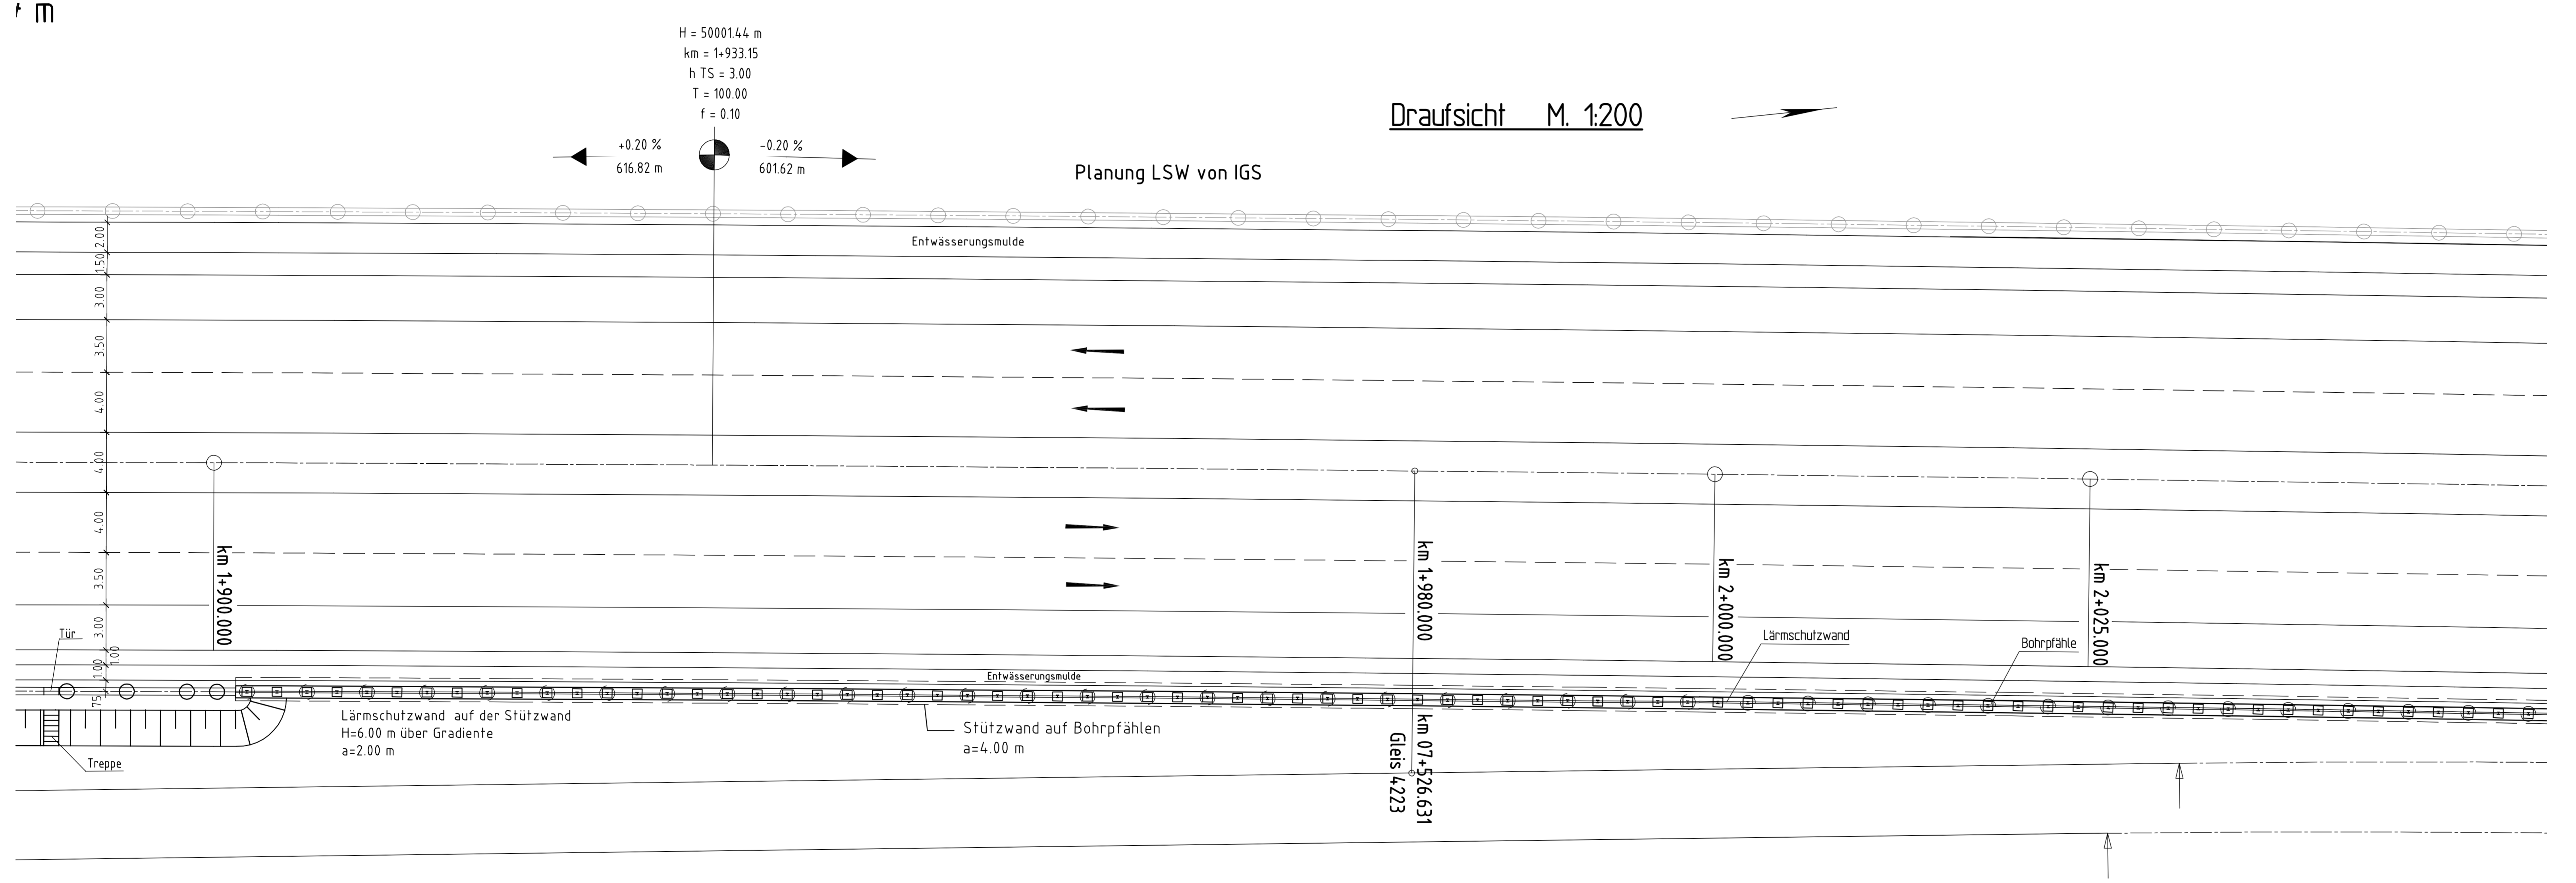 m
H = 50001.44 m
km = 1+933.15
h TS = 3.00
T = 100.00
f = 0.10
+0.20 %
616.82 m
-0.20 %
601.62 m
Draufsicht M. 1:200
Planung LSW von IGS
Entwässerungsmulde
2.00
1.50
3.00
3.50
4.00
4.00
4.00
3.50
3.00
1.00
1.00
75
km 1+900.000
km 1+980.000
km 2+000.000
km 2+025.000
Tür
Treppe
Entwässerungsmulde
Lärmschutzwand
Bohrpfähle
Lärmschutzwand auf der Stützwand
H=6.00 m über Gradiente
a=2.00 m
Stützwand auf Bohrpfählen
a=4.00 m
km 07+526.631
Gleis 4223